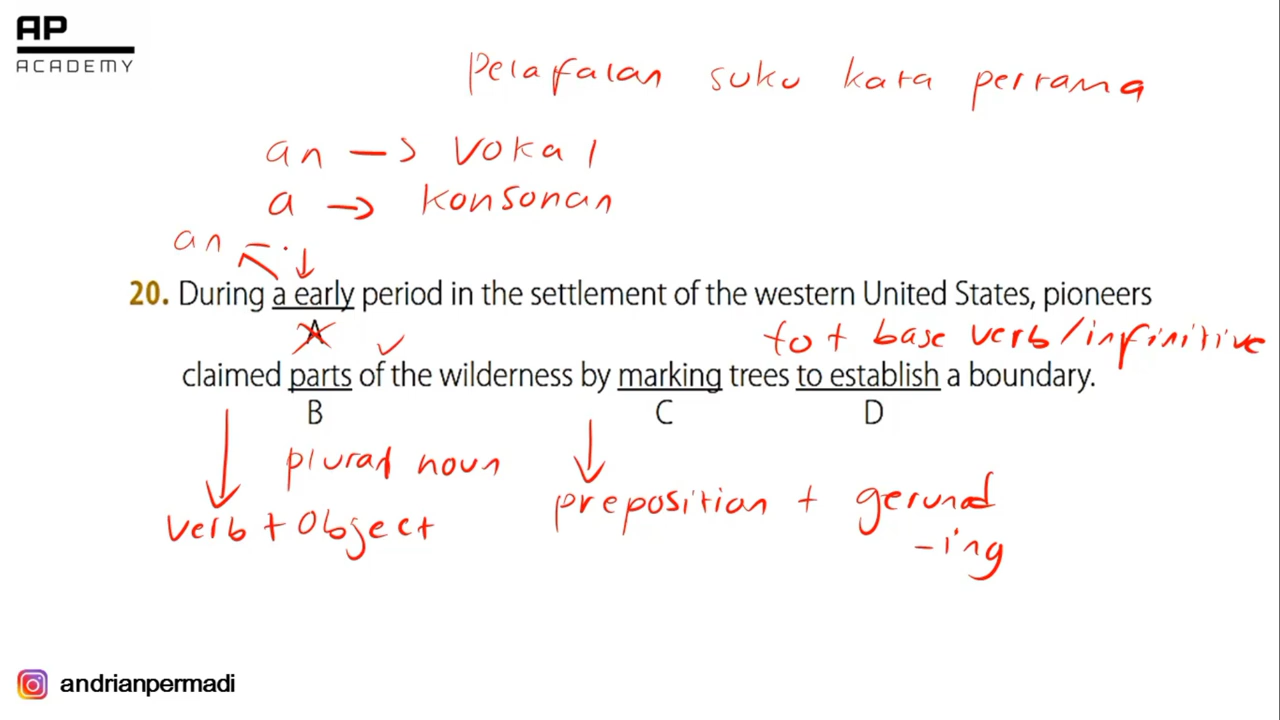 AP
ACADEMY
Pelafalan suku kata pertama
an -> vokal
a -> konsonan
an -.
20. During a early period in the settlement of the western United States, pioneers
A
to + base verb/infinitive
claimed parts of the wilderness by marking trees to establish a boundary.
B C D
plural noun
verb + Object
preposition + gerund
-ing
andrianpermadi